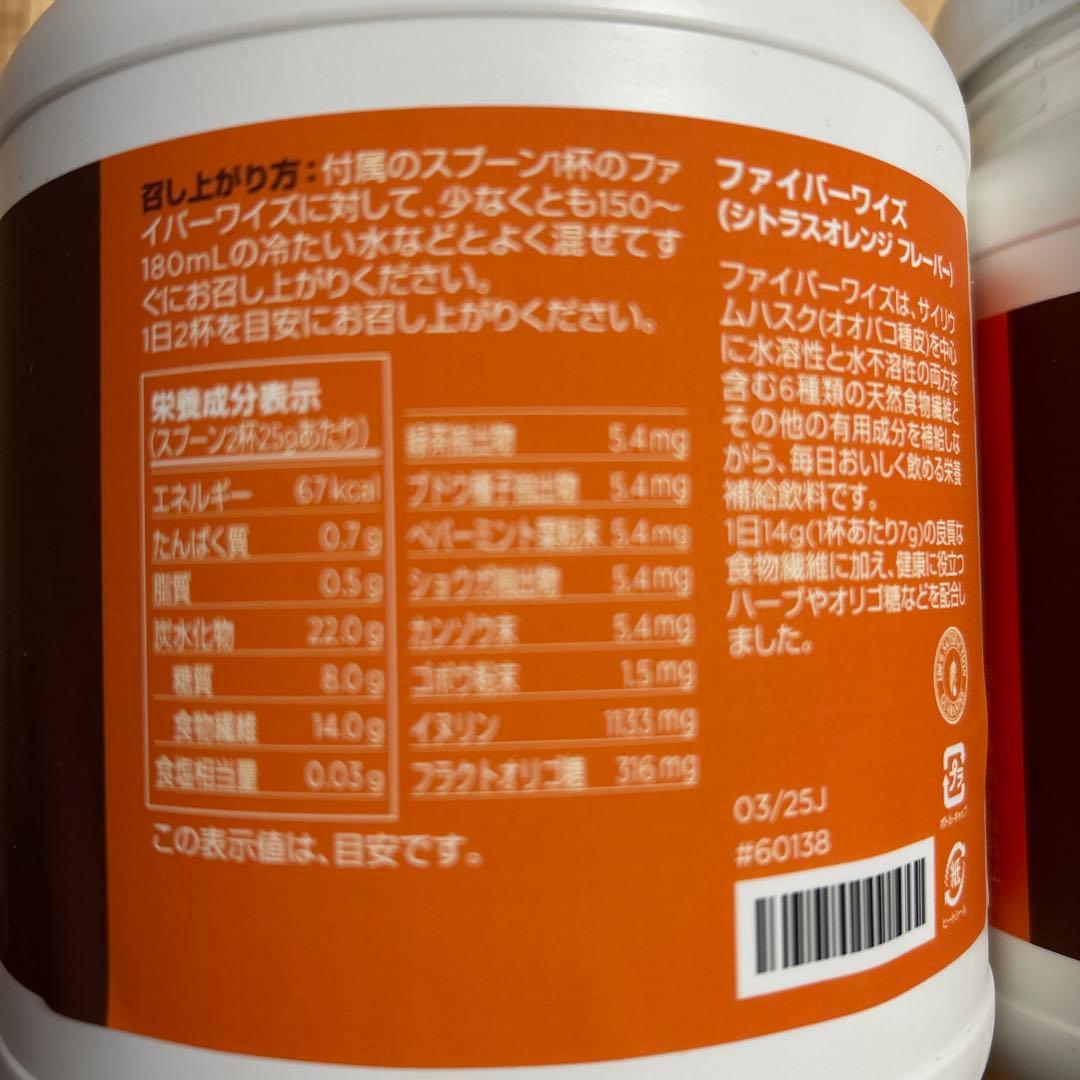 召し上がり方：付属のスプーン1杯のファ
イバーワイズに対して、少なくとも150〜
180mLの冷たい水などとよく混ぜてす
ぐにお召し上がりください。
1日2杯を目安にお召し上がりください。
栄養成分表示
(スプーン2杯25gあたり)
エネルギー 67kcal
たんぱく質 0.7g
脂質 0.5g
炭水化物 22.0g
糖質 8.0g
食物繊維 14.0g
食塩相当量 0.03g
緑茶抽出物 5.4mg
ブドウ種子抽出物 5.4mg
ペパーミント葉粉末 5.4mg
ショウガ抽出物 5.4mg
カンゾウ末 5.4mg
ゴボウ粉末 1.5mg
イヌリン 1133mg
フラクトオリゴ糖 316mg
この表示値は、目安です。
ファイバーワイズ
(シトラスオレンジ フレーバー)
ファイバーワイズは、サイリウ
ムハスク(オオバコ種皮)を中心
に水溶性と水不溶性の両方を
含む6種類の天然食物繊維と
その他の有用成分を補給しな
がら、毎日おいしく飲める栄養
補給飲料です。
1日14g(1杯あたり7g)の良質な
食物繊維に加え、健康に役立つ
ハーブやオリゴ糖などを配合し
ました。
プラ
ボトル・キャップ
紙
ヒートシール
03/25J
#60138